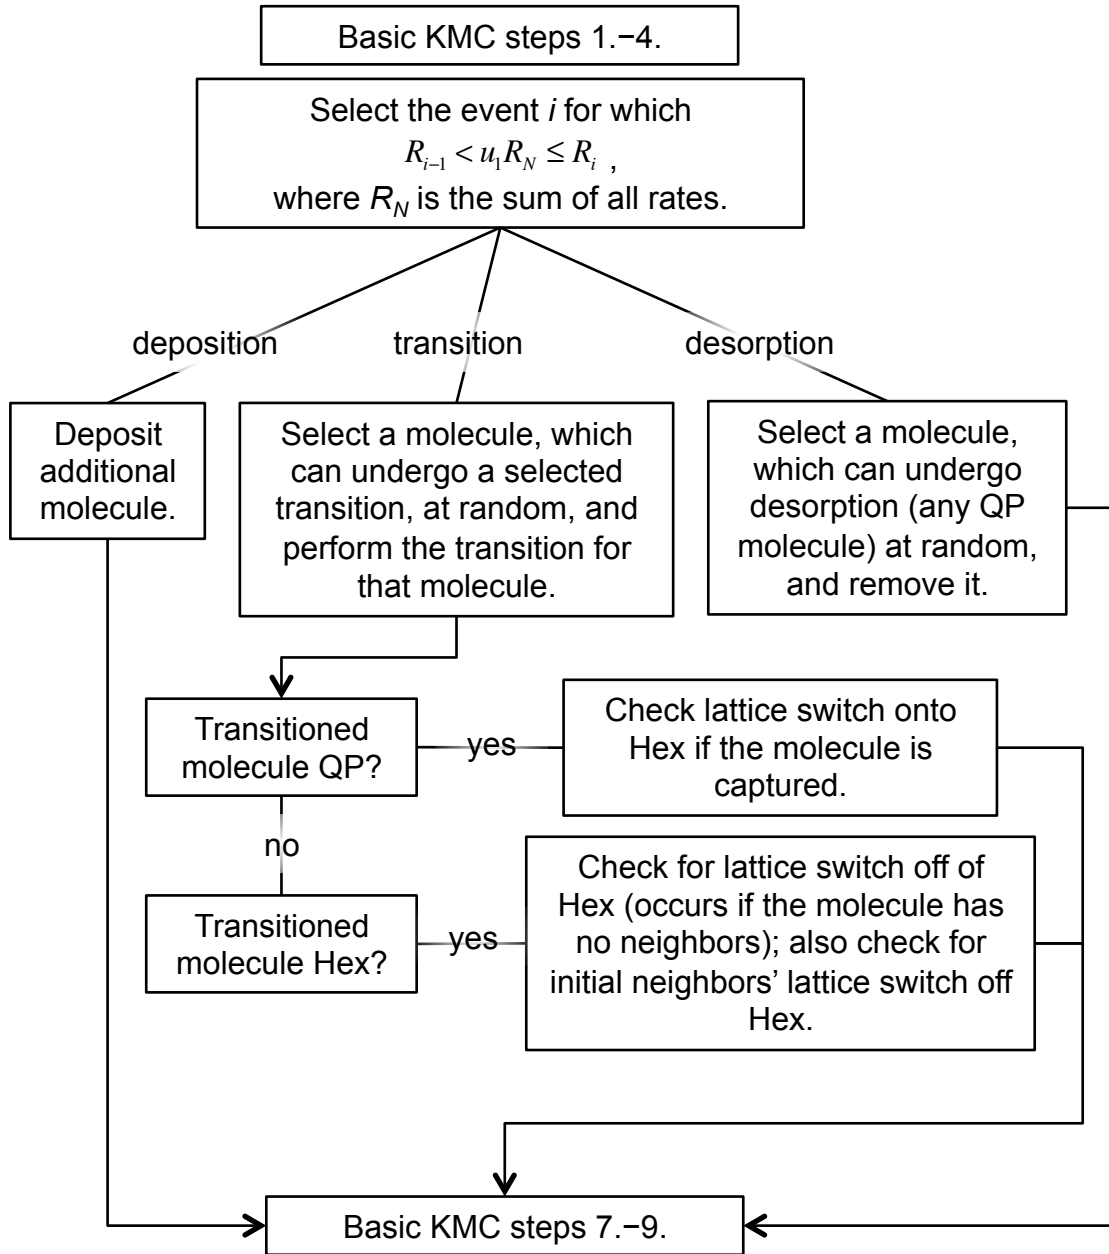 Basic KMC steps 1.−4.
Select the event i for which
R_{i−1} < u_1 R_N ≤ R_i ,
where R_N is the sum of all rates.
deposition
transition
desorption
Deposit
additional
molecule.
Select a molecule, which
can undergo a selected
transition, at random, and
perform the transition for
that molecule.
Select a molecule,
which can undergo
desorption (any QP
molecule) at random,
and remove it.
Transitioned
molecule QP?
yes
Check lattice switch onto
Hex if the molecule is
captured.
no
Transitioned
molecule Hex?
yes
Check for lattice switch off of
Hex (occurs if the molecule has
no neighbors); also check for
initial neighbors’ lattice switch off
Hex.
Basic KMC steps 7.−9.